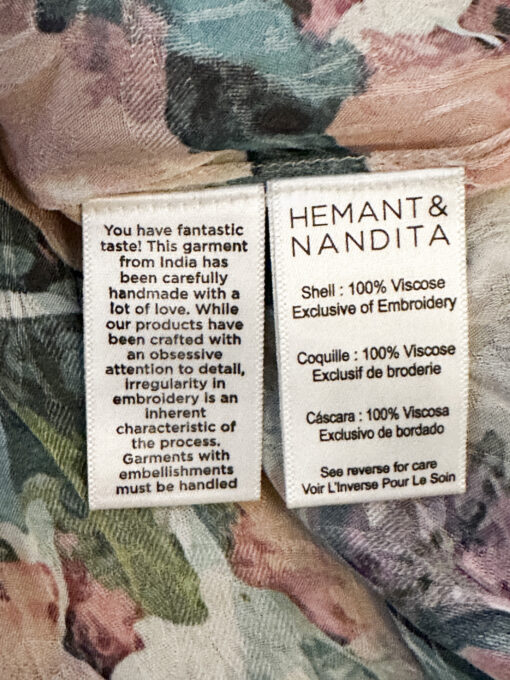 You have fantastic
taste! This garment
from India has
been carefully
handmade with a
lot of love. While
our products have
been crafted with
an obsessive
attention to detail,
irregularity in
embroidery is an
inherent
characteristic of
the process.
Garments with
embellishments
must be handled
HEMANT &
NANDITA
Shell : 100% Viscose
Exclusive of Embroidery
Coquille : 100% Viscose
Exclusif de broderie
Cáscara : 100% Viscosa
Exclusivo de bordado
See reverse for care
Voir L'Inverse Pour Le Soin